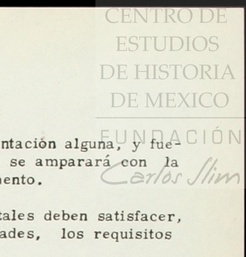 CENTRO DE
ESTUDIOS
DE HISTORIA
DE MEXICO
FUNDACIÓN
Carlos Slim
ntación alguna, y fue-
se amparará con la
ento.
tales deben satisfacer,
ades, los requisitos